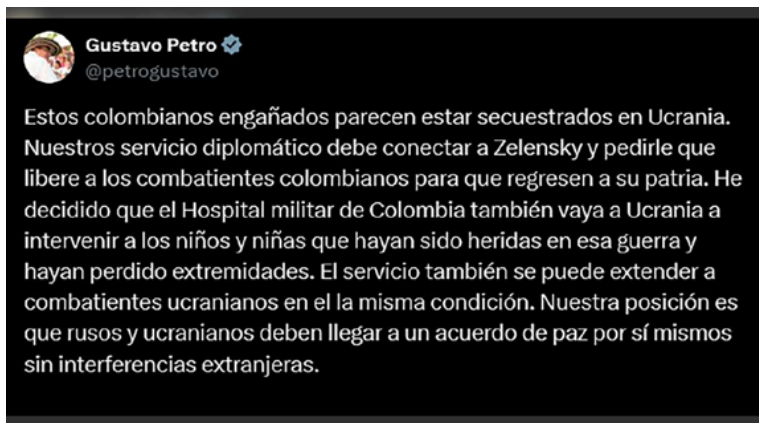 Gustavo Petro
@petrogustavo
Estos colombianos engañados parecen estar secuestrados en Ucrania.
Nuestros servicio diplomático debe conectar a Zelensky y pedirle que
libere a los combatientes colombianos para que regresen a su patria. He
decidido que el Hospital militar de Colombia también vaya a Ucrania a
intervenir a los niños y niñas que hayan sido heridas en esa guerra y
hayan perdido extremidades. El servicio también se puede extender a
combatientes ucranianos en el la misma condición. Nuestra posición es
que rusos y ucranianos deben llegar a un acuerdo de paz por sí mismos
sin interferencias extranjeras.